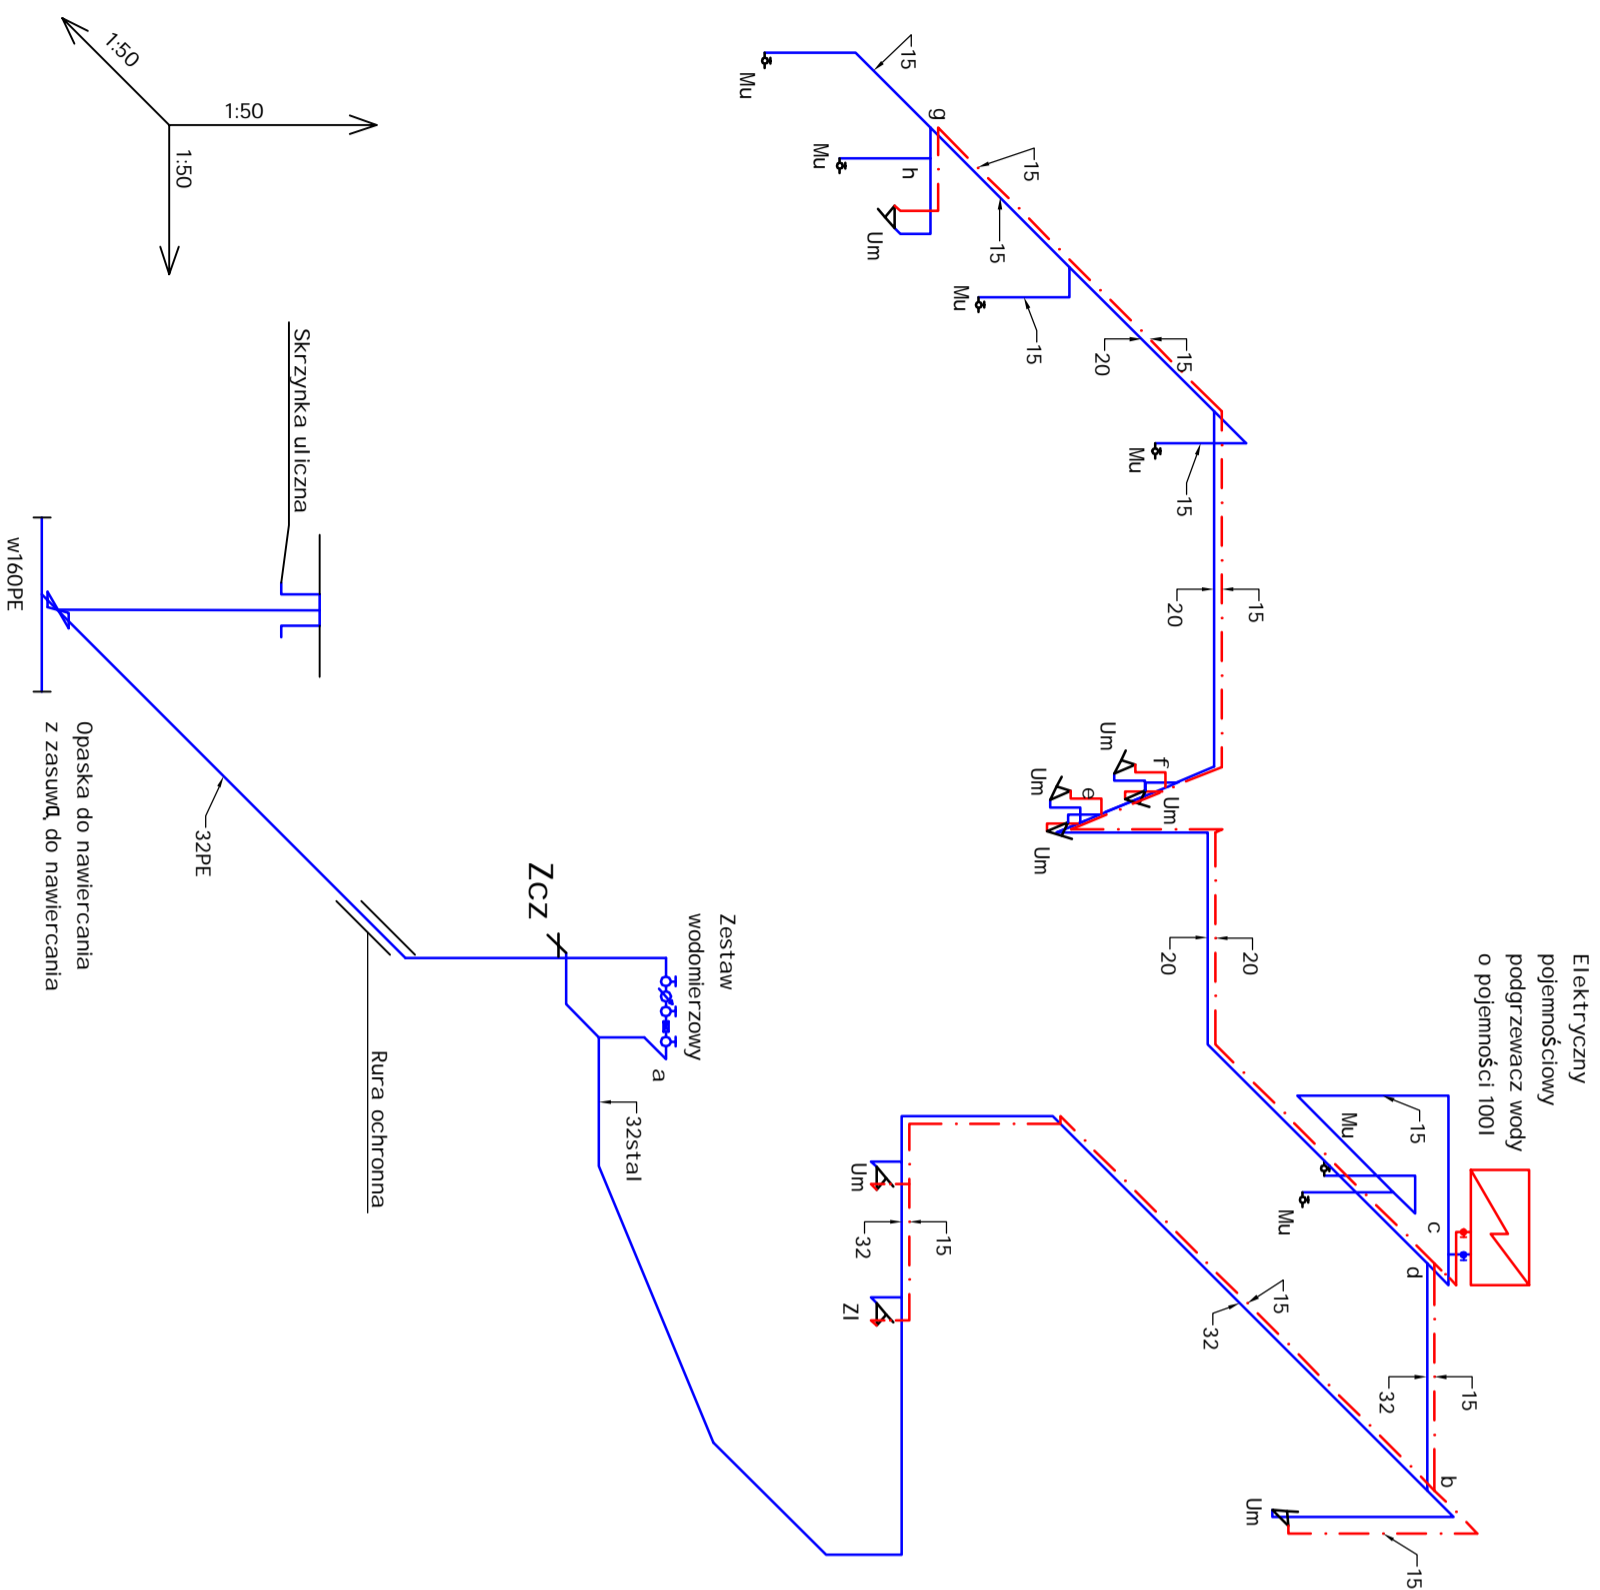 1:50
1:50
1:50
15
Mu
g
Mu
h
Um
15
15
Mu
15
20
15
Mu
15
15
20
Skrzynka uliczna
w160PE
Opaska do nawiercania
z zasuwą do nawiercania
32PE
Rura ochronna
Zcz
Zestaw
wodomierzowy
a
32stal
Um
f
Um
Um
e
Um
20
20
Elektryczny
pojemnościowy
podgrzewacz wody
o pojemności 100l
15
Mu
Mu
c
d
Um
15
32
Zl
15
32
15
32
b
Um
15